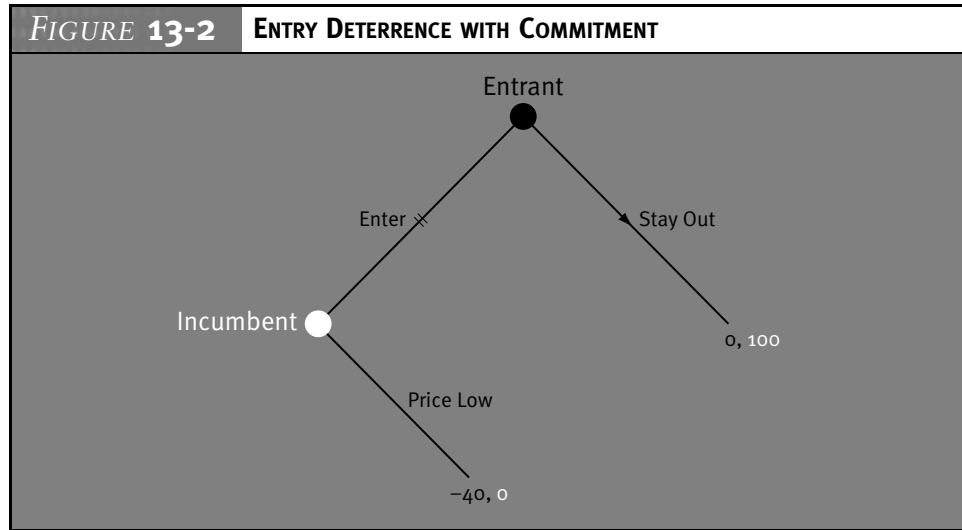 FIGURE 13-2 ENTRY DETERRENCE WITH COMMITMENT
Entrant
Enter
Stay Out
Incumbent
0, 100
Price Low
–40, 0